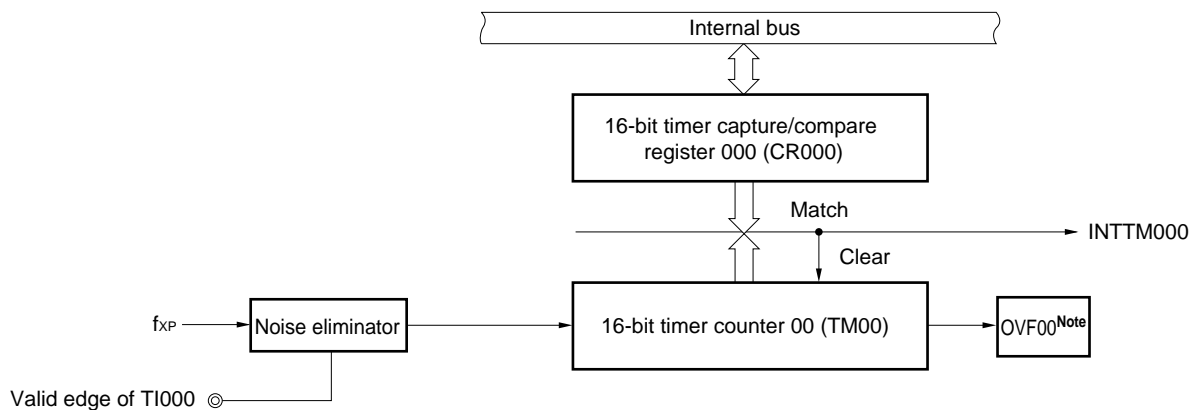 Internal bus
16-bit timer capture/compare
register 000 (CR000)
Match
INTTM000
Clear
fXP
Noise eliminator
16-bit timer counter 00 (TM00)
OVF00Note
Valid edge of TI000